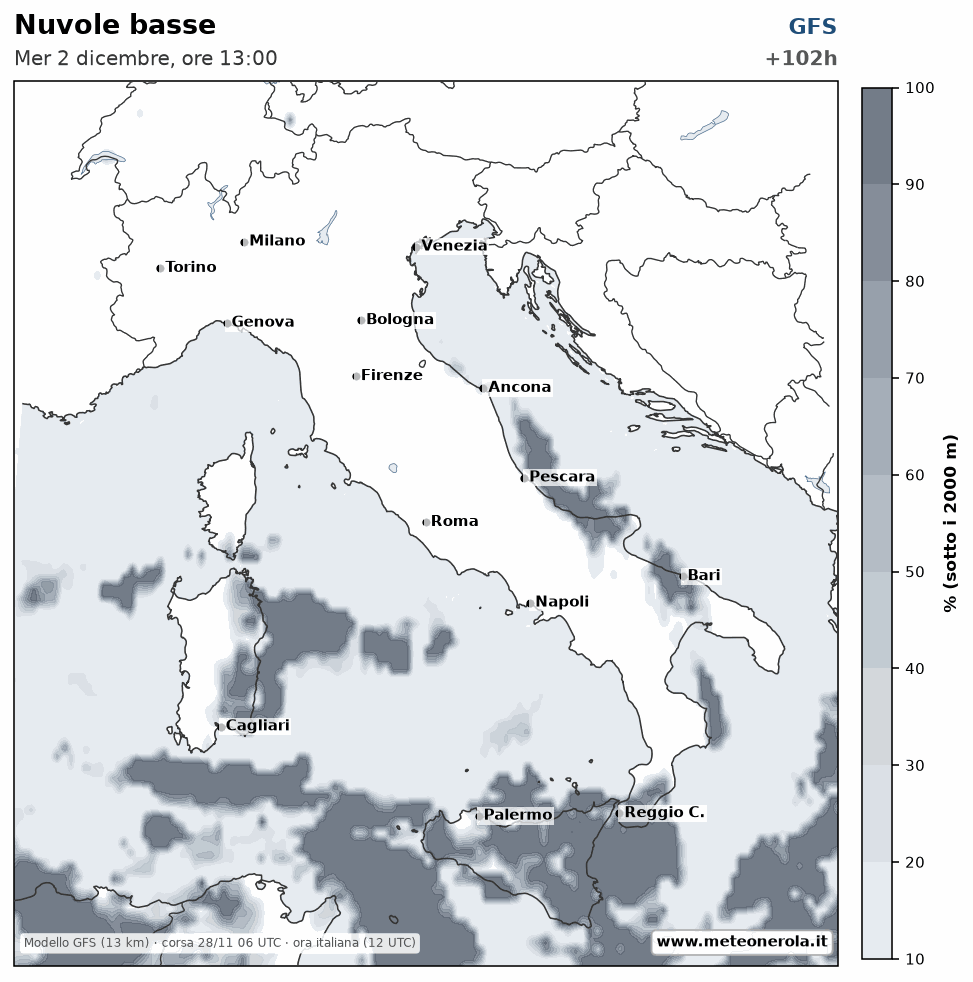 Nuvole basse
GFS
Mer 2 dicembre, ore 13:00
+102h
100
90
80
70
60
50
40
30
20
10
% (sotto i 2000 m)
Milano
Venezia
Torino
Genova
Bologna
Firenze
Ancona
Pescara
Roma
Bari
Napoli
Cagliari
Palermo
Reggio C.
Modello GFS (13 km) · corsa 28/11 06 UTC · ora italiana (12 UTC)
www.meteonerola.it